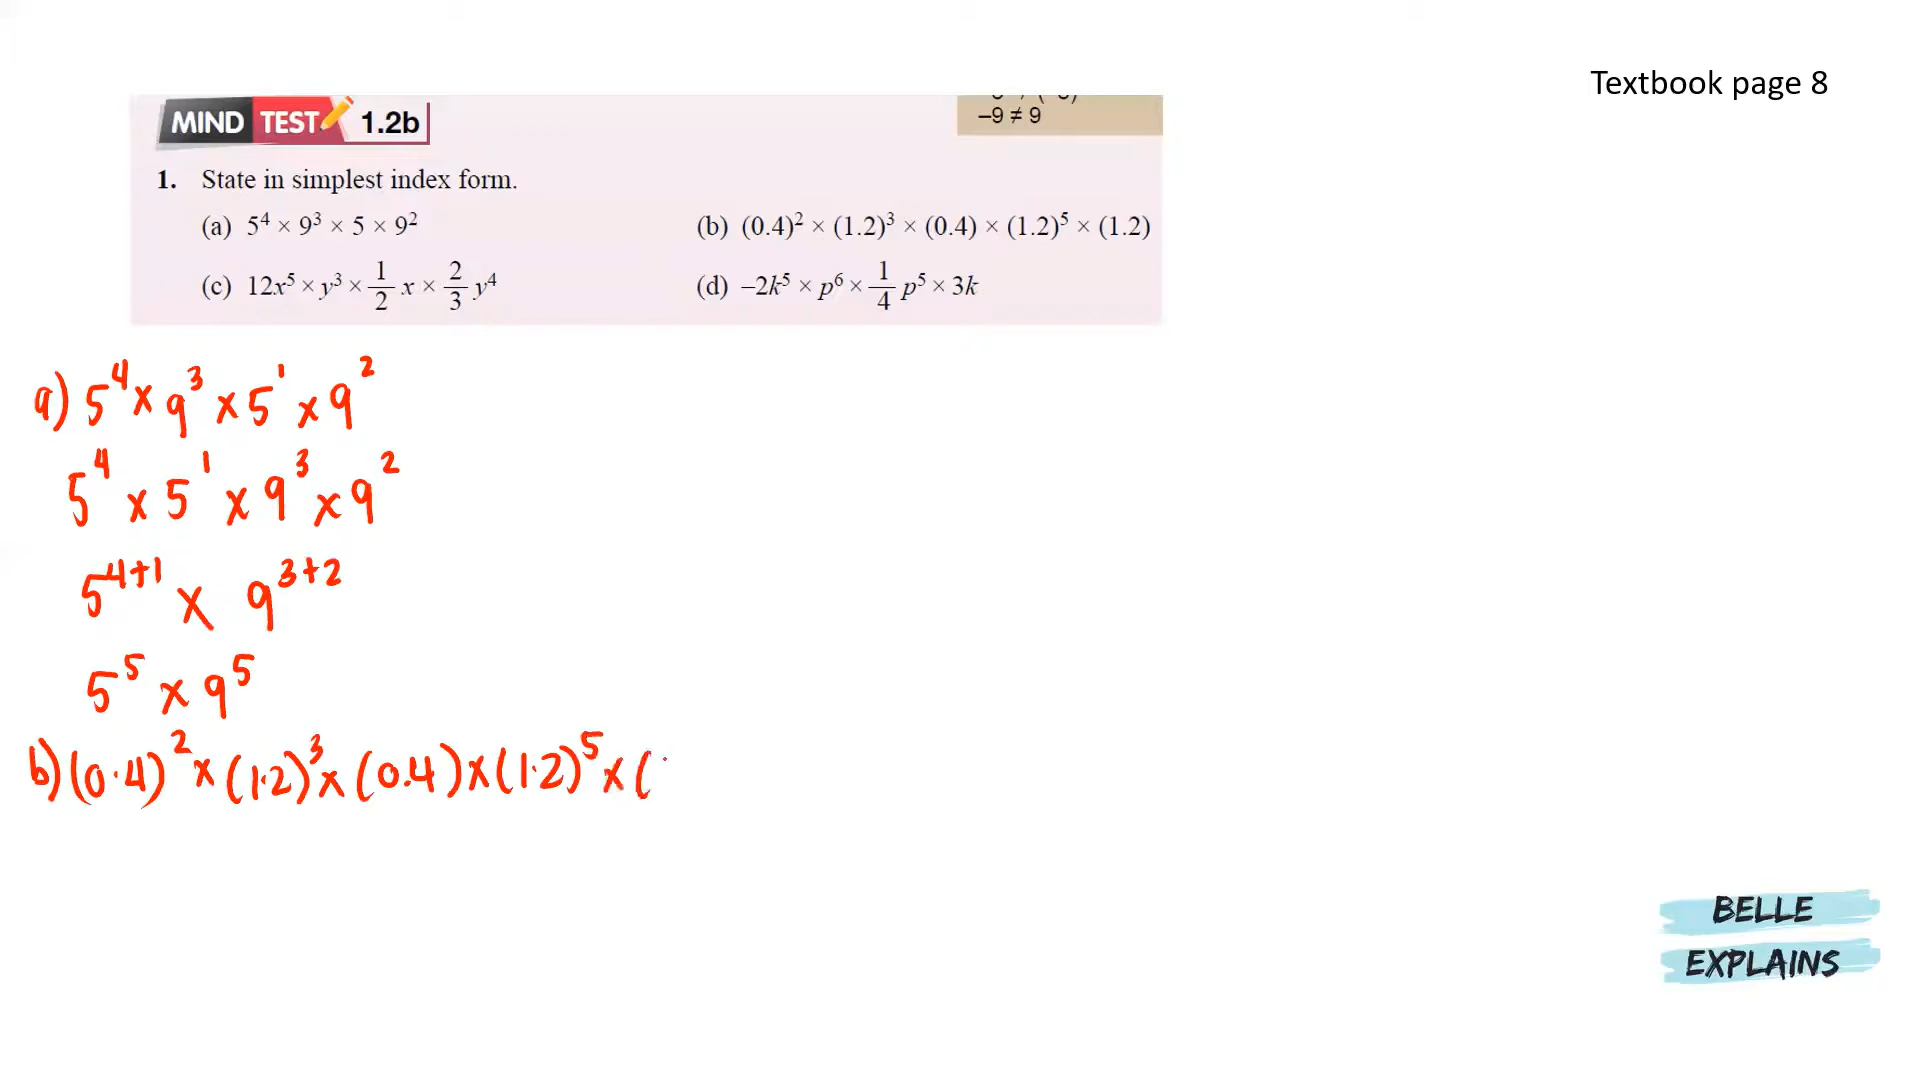 Textbook page 8
MIND TEST 1.2b
–9 ≠ 9
1. State in simplest index form.
(a) 5⁴ × 9³ × 5 × 9²
(b) (0.4)² × (1.2)³ × (0.4) × (1.2)⁵ × (1.2)
(c) 12x⁵ × y³ × 1/2 x × 2/3 y⁴
(d) –2k⁵ × p⁶ × 1/4 p⁵ × 3k
a) 5⁴ × 9³ × 5¹ × 9²
5⁴ × 5¹ × 9³ × 9²
5⁴⁺¹ × 9³⁺²
5⁵ × 9⁵
b) (0.4)² × (1.2)³ × (0.4) × (1.2)⁵ × (
BELLE
EXPLAINS